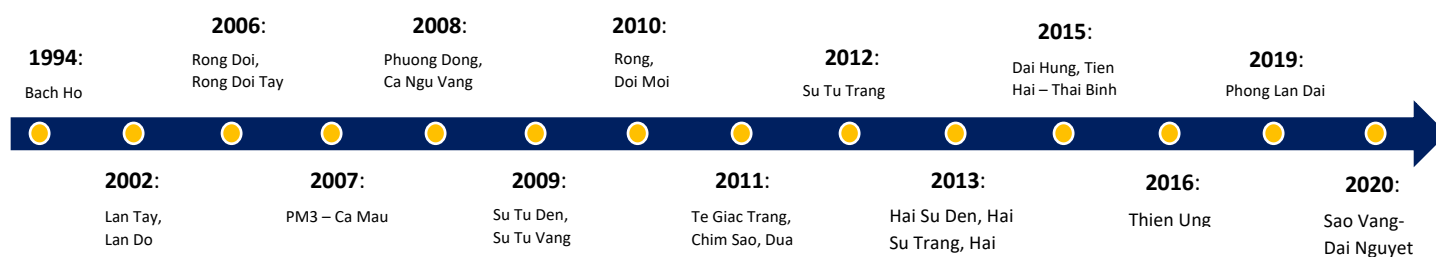 1994:
Bach Ho
2002:
Lan Tay,
Lan Do
2006:
Rong Doi,
Rong Doi Tay
2007:
PM3 – Ca Mau
2008:
Phuong Dong,
Ca Ngu Vang
2009:
Su Tu Den,
Su Tu Vang
2010:
Rong,
Doi Moi
2011:
Te Giac Trang,
Chim Sao, Dua
2012:
Su Tu Trang
2013:
Hai Su Den, Hai
Su Trang, Hai
2015:
Dai Hung, Tien
Hai – Thai Binh
2016:
Thien Ung
2019:
Phong Lan Dai
2020:
Sao Vang-
Dai Nguyet